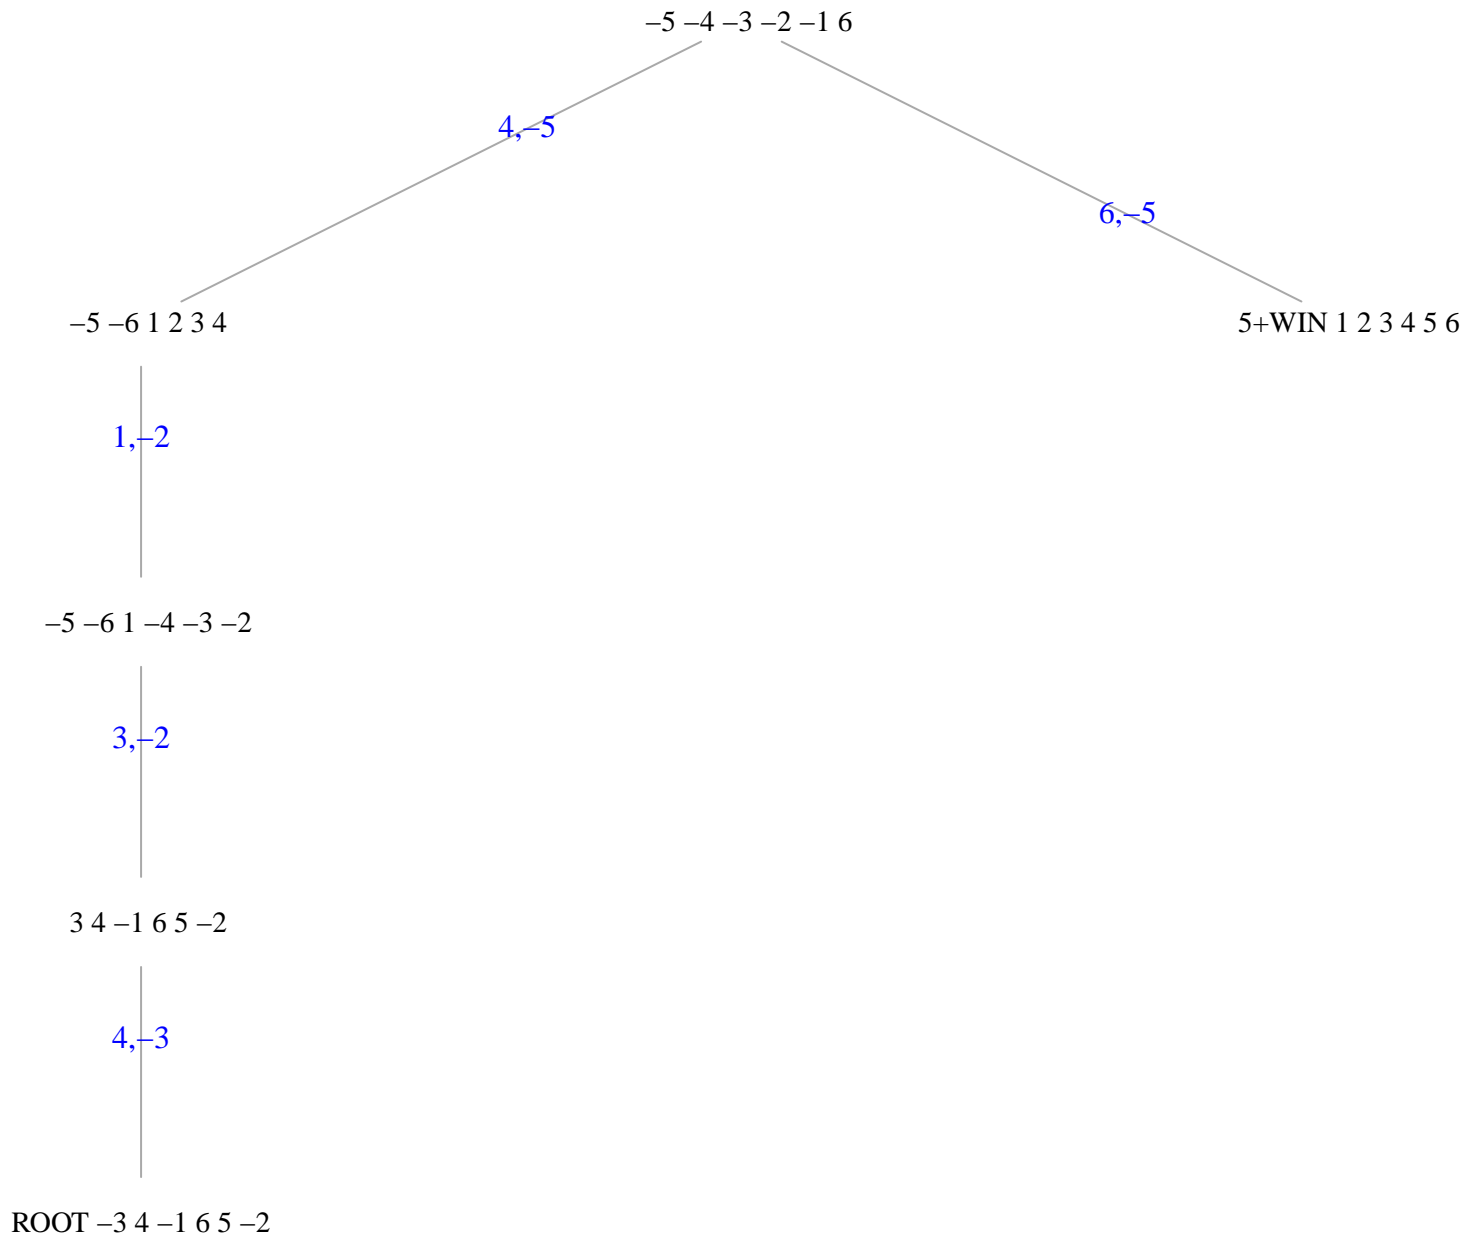 –5 –4 –3 –2 –1 6
4,–5
6,–5
–5 –6 1 2 3 4
5+WIN 1 2 3 4 5 6
1,–2
–5 –6 1 –4 –3 –2
3,–2
3 4 –1 6 5 –2
4,–3
ROOT –3 4 –1 6 5 –2